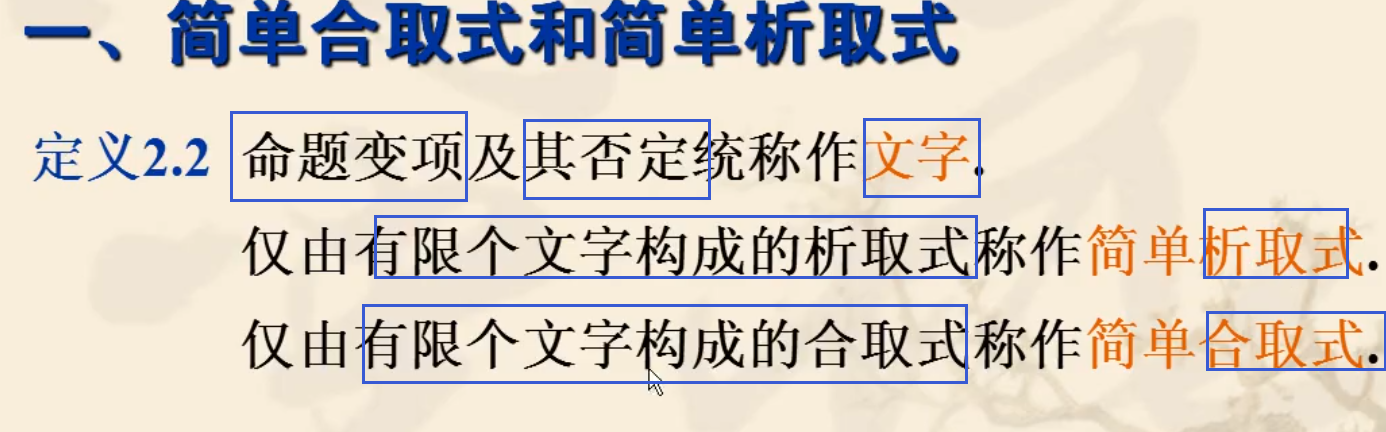 一、简单合取式和简单析取式
定义2.2 命题变项及其否定统称作文字.
仅由有限个文字构成的析取式称作简单析取式.
仅由有限个文字构成的合取式称作简单合取式.